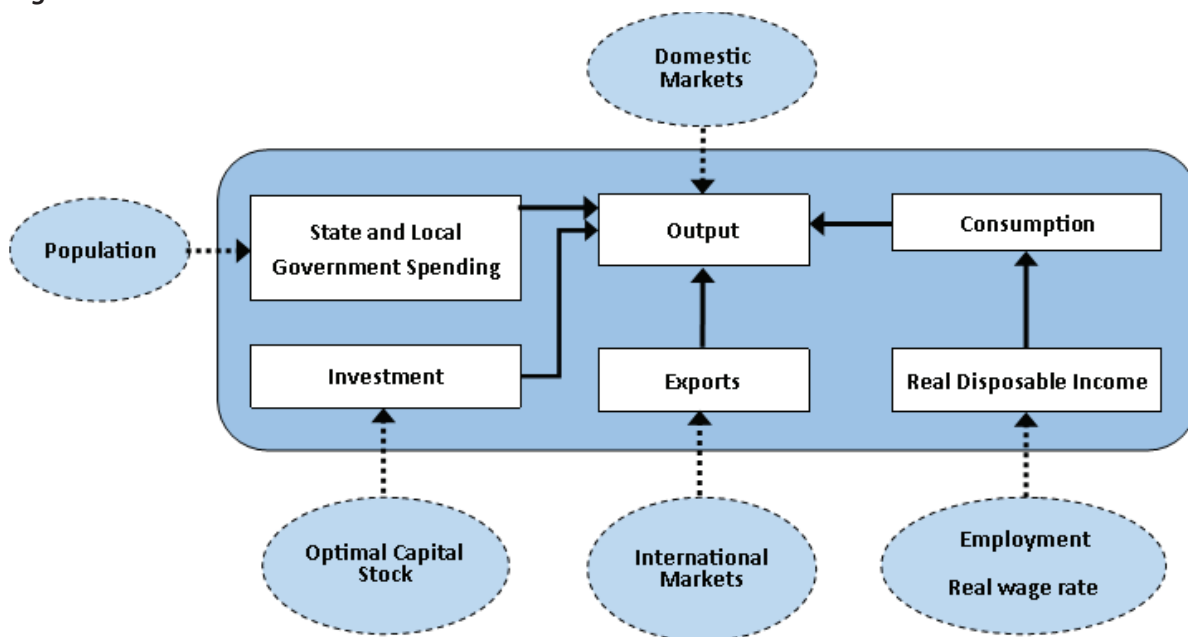 Domestic
Markets
State and Local
Government Spending
Output
Consumption
Population
Investment
Exports
Real Disposable Income
Optimal Capital
Stock
International
Markets
Employment
Real wage rate